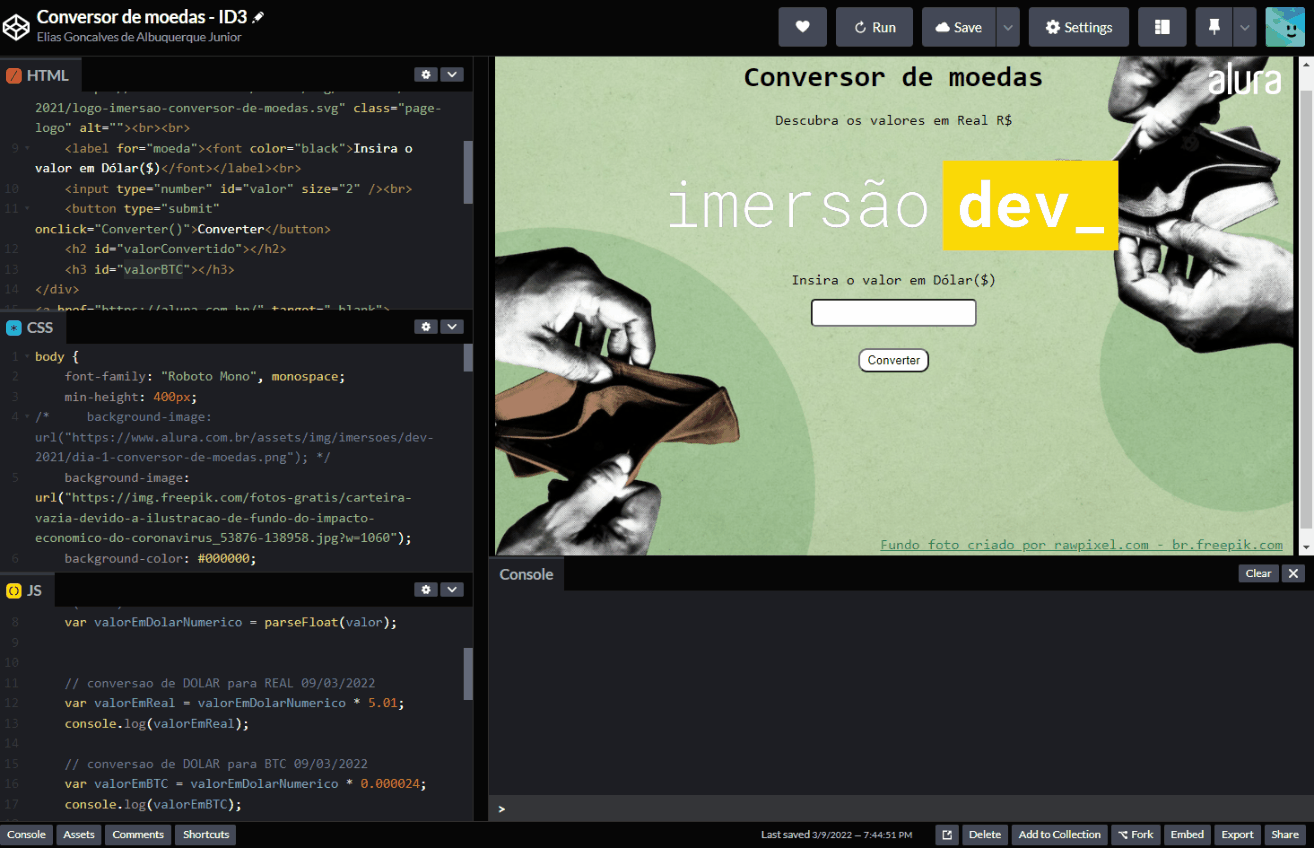 Conversor de moedas - ID3
Elias Goncalves de Albuquerque Junior
Run
Save
Settings
HTML
2021/logo-imersao-conversor-de-moedas.svg" class="page-
logo" alt=""><br><br>
9 <label for="moeda"><font color="black">Insira o
valor em Dólar($)</font></label><br>
10 <input type="number" id="valor" size="2" /><br>
11 <button type="submit"
onclick="Converter()">Converter</button>
12 <h2 id="valorConvertido"></h2>
13 <h3 id="valorBTC"></h3>
14 </div>
15 <a href="https://alura.com.br/" target="_blank">
CSS
1 body {
2 font-family: "Roboto Mono", monospace;
3 min-height: 400px;
4 /* background-image:
url("https://www.alura.com.br/assets/img/imersoes/dev-
2021/dia-1-conversor-de-moedas.png"); */
5 background-image:
url("https://img.freepik.com/fotos-gratis/carteira-
vazia-devido-a-ilustracao-de-fundo-do-impacto-
economico-do-coronavirus_53876-138958.jpg?w=1060");
6 background-color: #000000;
JS
8 var valorEmDolarNumerico = parseFloat(valor);
9
10
11 // conversao de DOLAR para REAL 09/03/2022
12 var valorEmReal = valorEmDolarNumerico * 5.01;
13 console.log(valorEmReal);
14
15 // conversao de DOLAR para BTC 09/03/2022
16 var valorEmBTC = valorEmDolarNumerico * 0.000024;
17 console.log(valorEmBTC);
Conversor de moedas
alura
Descubra os valores em Real R$
imersão dev_
Insira o valor em Dólar($)
Converter
Fundo foto criado por rawpixel.com - br.freepik.com
Console
Clear
>
Console Assets Comments Shortcuts
Last saved 3/9/2022 — 7:44:51 PM
Delete Add to Collection Fork Embed Export Share